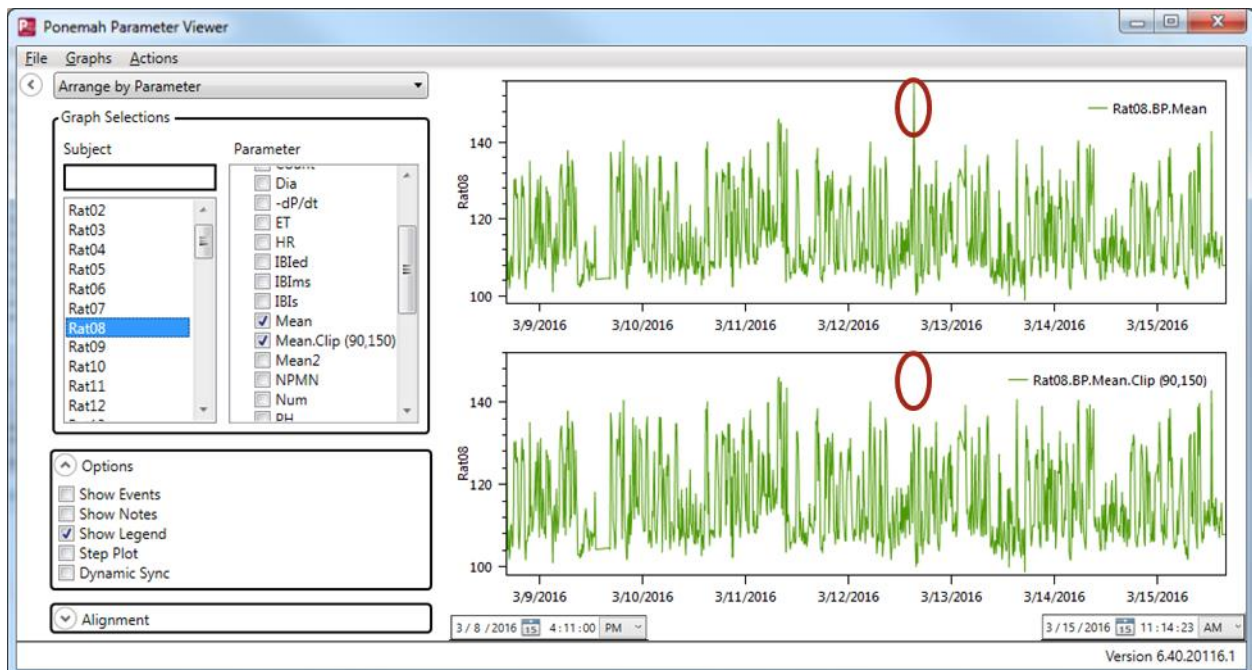 Ponemah Parameter Viewer
File Graphs Actions
Arrange by Parameter
Graph Selections
Subject
Rat02
Rat03
Rat04
Rat05
Rat06
Rat07
Rat08
Rat09
Rat10
Rat11
Rat12
Parameter
Count
Dia
-dP/dt
ET
HR
IBIed
IBIms
IBIs
Mean
Mean.Clip (90,150)
Mean2
NPMN
Num
PH
Options
Show Events
Show Notes
Show Legend
Step Plot
Dynamic Sync
Alignment
Rat08.BP.Mean
Rat08
140
120
100
3/9/2016 3/10/2016 3/11/2016 3/12/2016 3/13/2016 3/14/2016 3/15/2016
Rat08.BP.Mean.Clip (90,150)
Rat08
140
120
100
3/9/2016 3/10/2016 3/11/2016 3/12/2016 3/13/2016 3/14/2016 3/15/2016
3 / 8 / 2016 15 4 : 11 : 00 PM
3 / 15 / 2016 15 11 : 14 : 23 AM
Version 6.40.20116.1